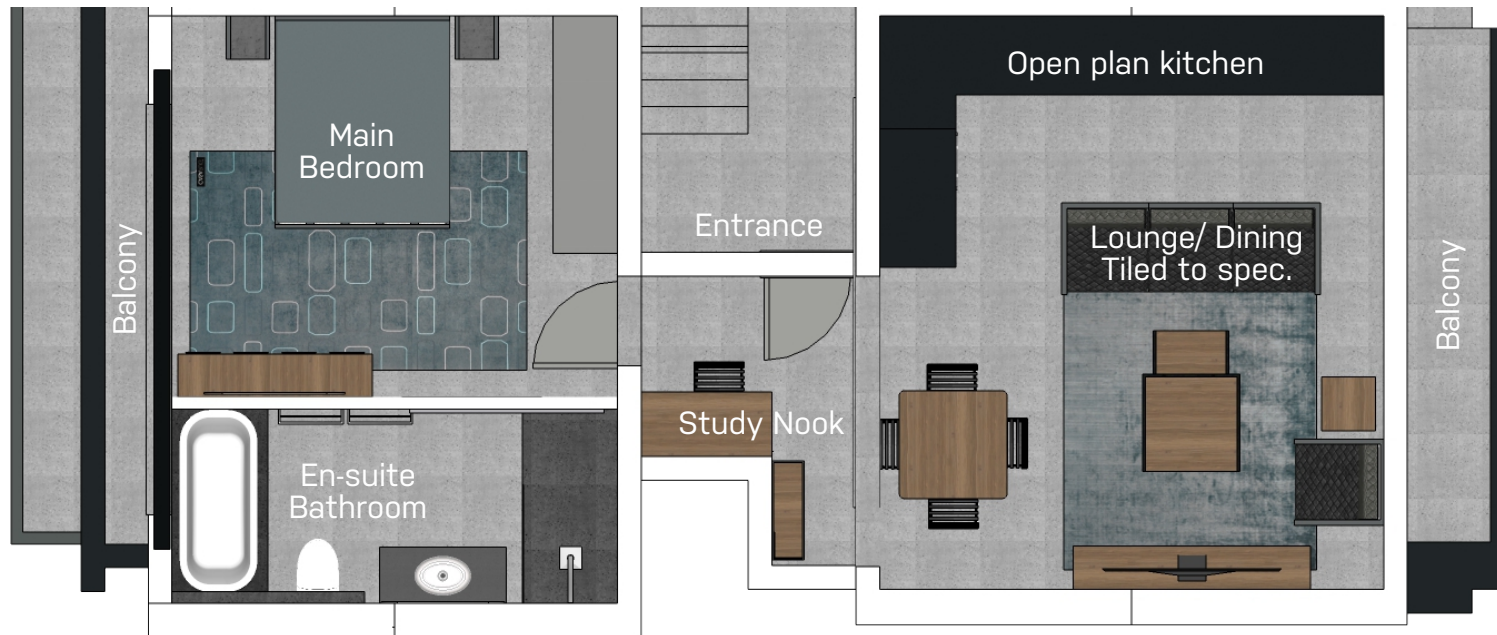 Open plan kitchen
Main
Bedroom
Entrance
Balcony
Lounge/ Dining
Tiled to spec.
Balcony
Study Nook
En-suite
Bathroom